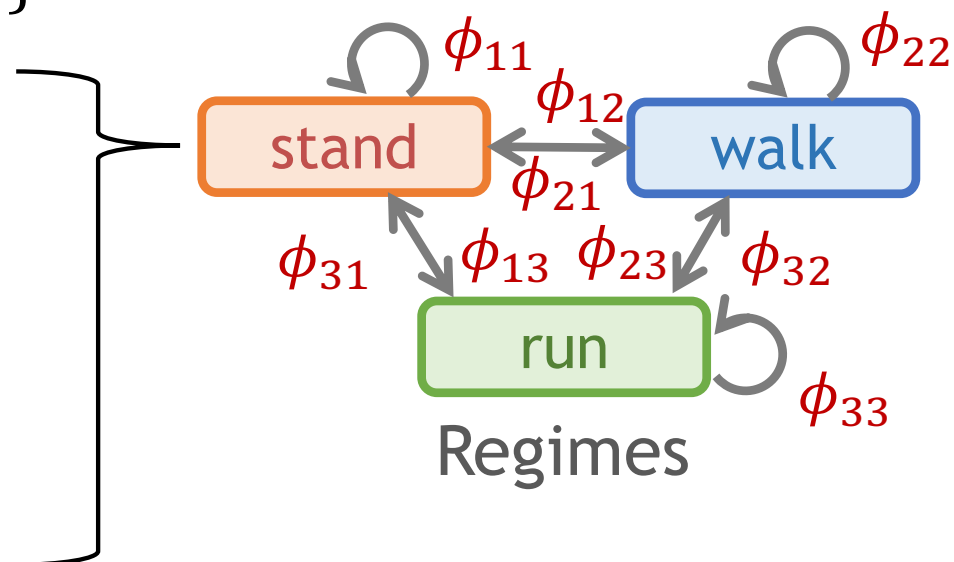 }
ϕ₁₁
ϕ₂₂
ϕ₁₂
stand
walk
ϕ₂₁
ϕ₃₁
ϕ₁₃
ϕ₂₃
ϕ₃₂
run
ϕ₃₃
Regimes